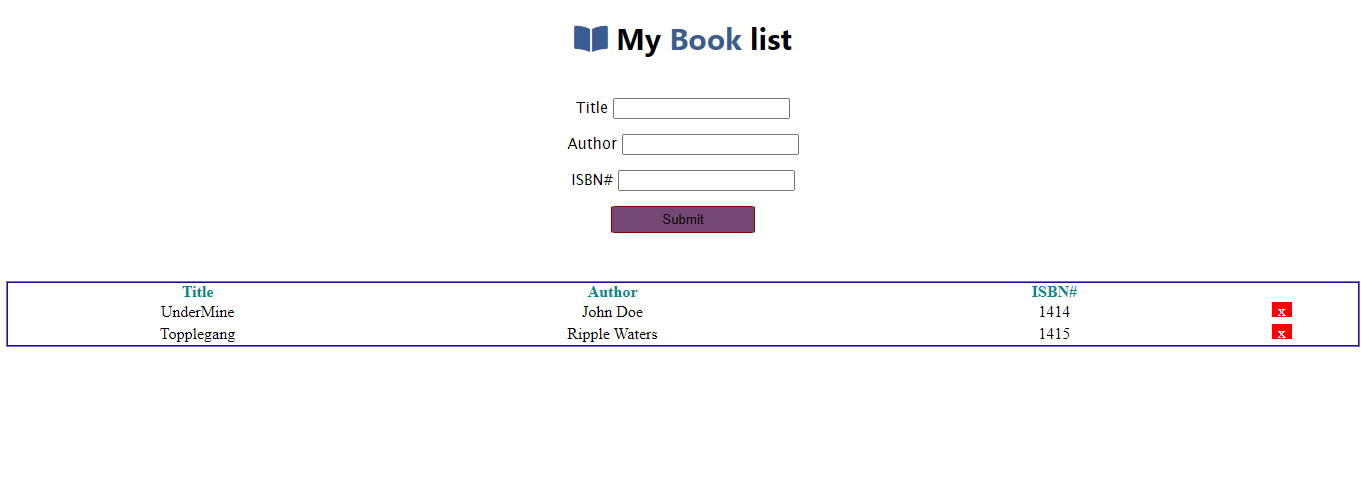 My Book list
Title
Author
ISBN#
Submit
Title Author ISBN#
UnderMine John Doe 1414 x
Topplegang Ripple Waters 1415 x